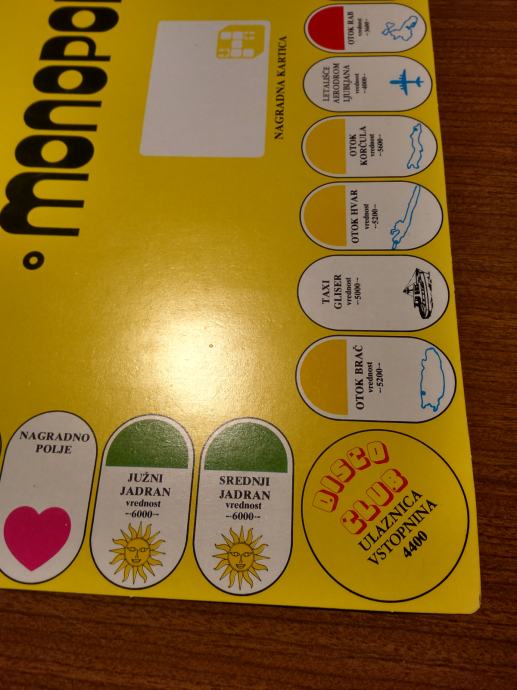 monopol
NAGRADNA KARTICA
OTOK RAB
vrednost
~3600~
LETALIŠČE
AERODROM
LJUBLJANA
vrednost
~4000~
OTOK
KORČULA
vrednost
~5600~
OTOK HVAR
vrednost
~5200~
TAXI
GLISER
vrednost
~5000~
OTOK BRAČ
vrednost
~5200~
NAGRADNO
POLJE
JUŽNI
JADRAN
vrednost
~6000~
SREDNJI
JADRAN
vrednost
~6000~
DISCO
CLUB
ULAZNICA
VSTOPNINA
4400